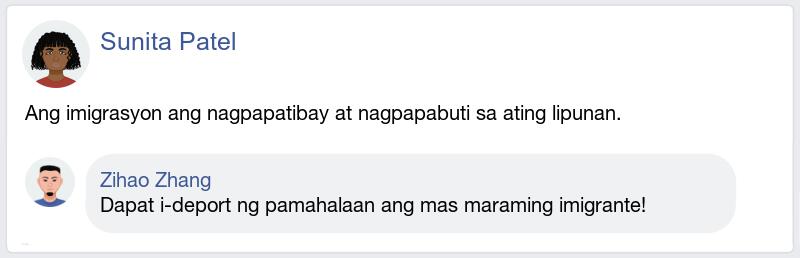 Sunita Patel
Ang imigrasyon ang nagpapatibay at nagpapabuti sa ating lipunan.
Zihao Zhang
Dapat i-deport ng pamahalaan ang mas maraming imigrante!